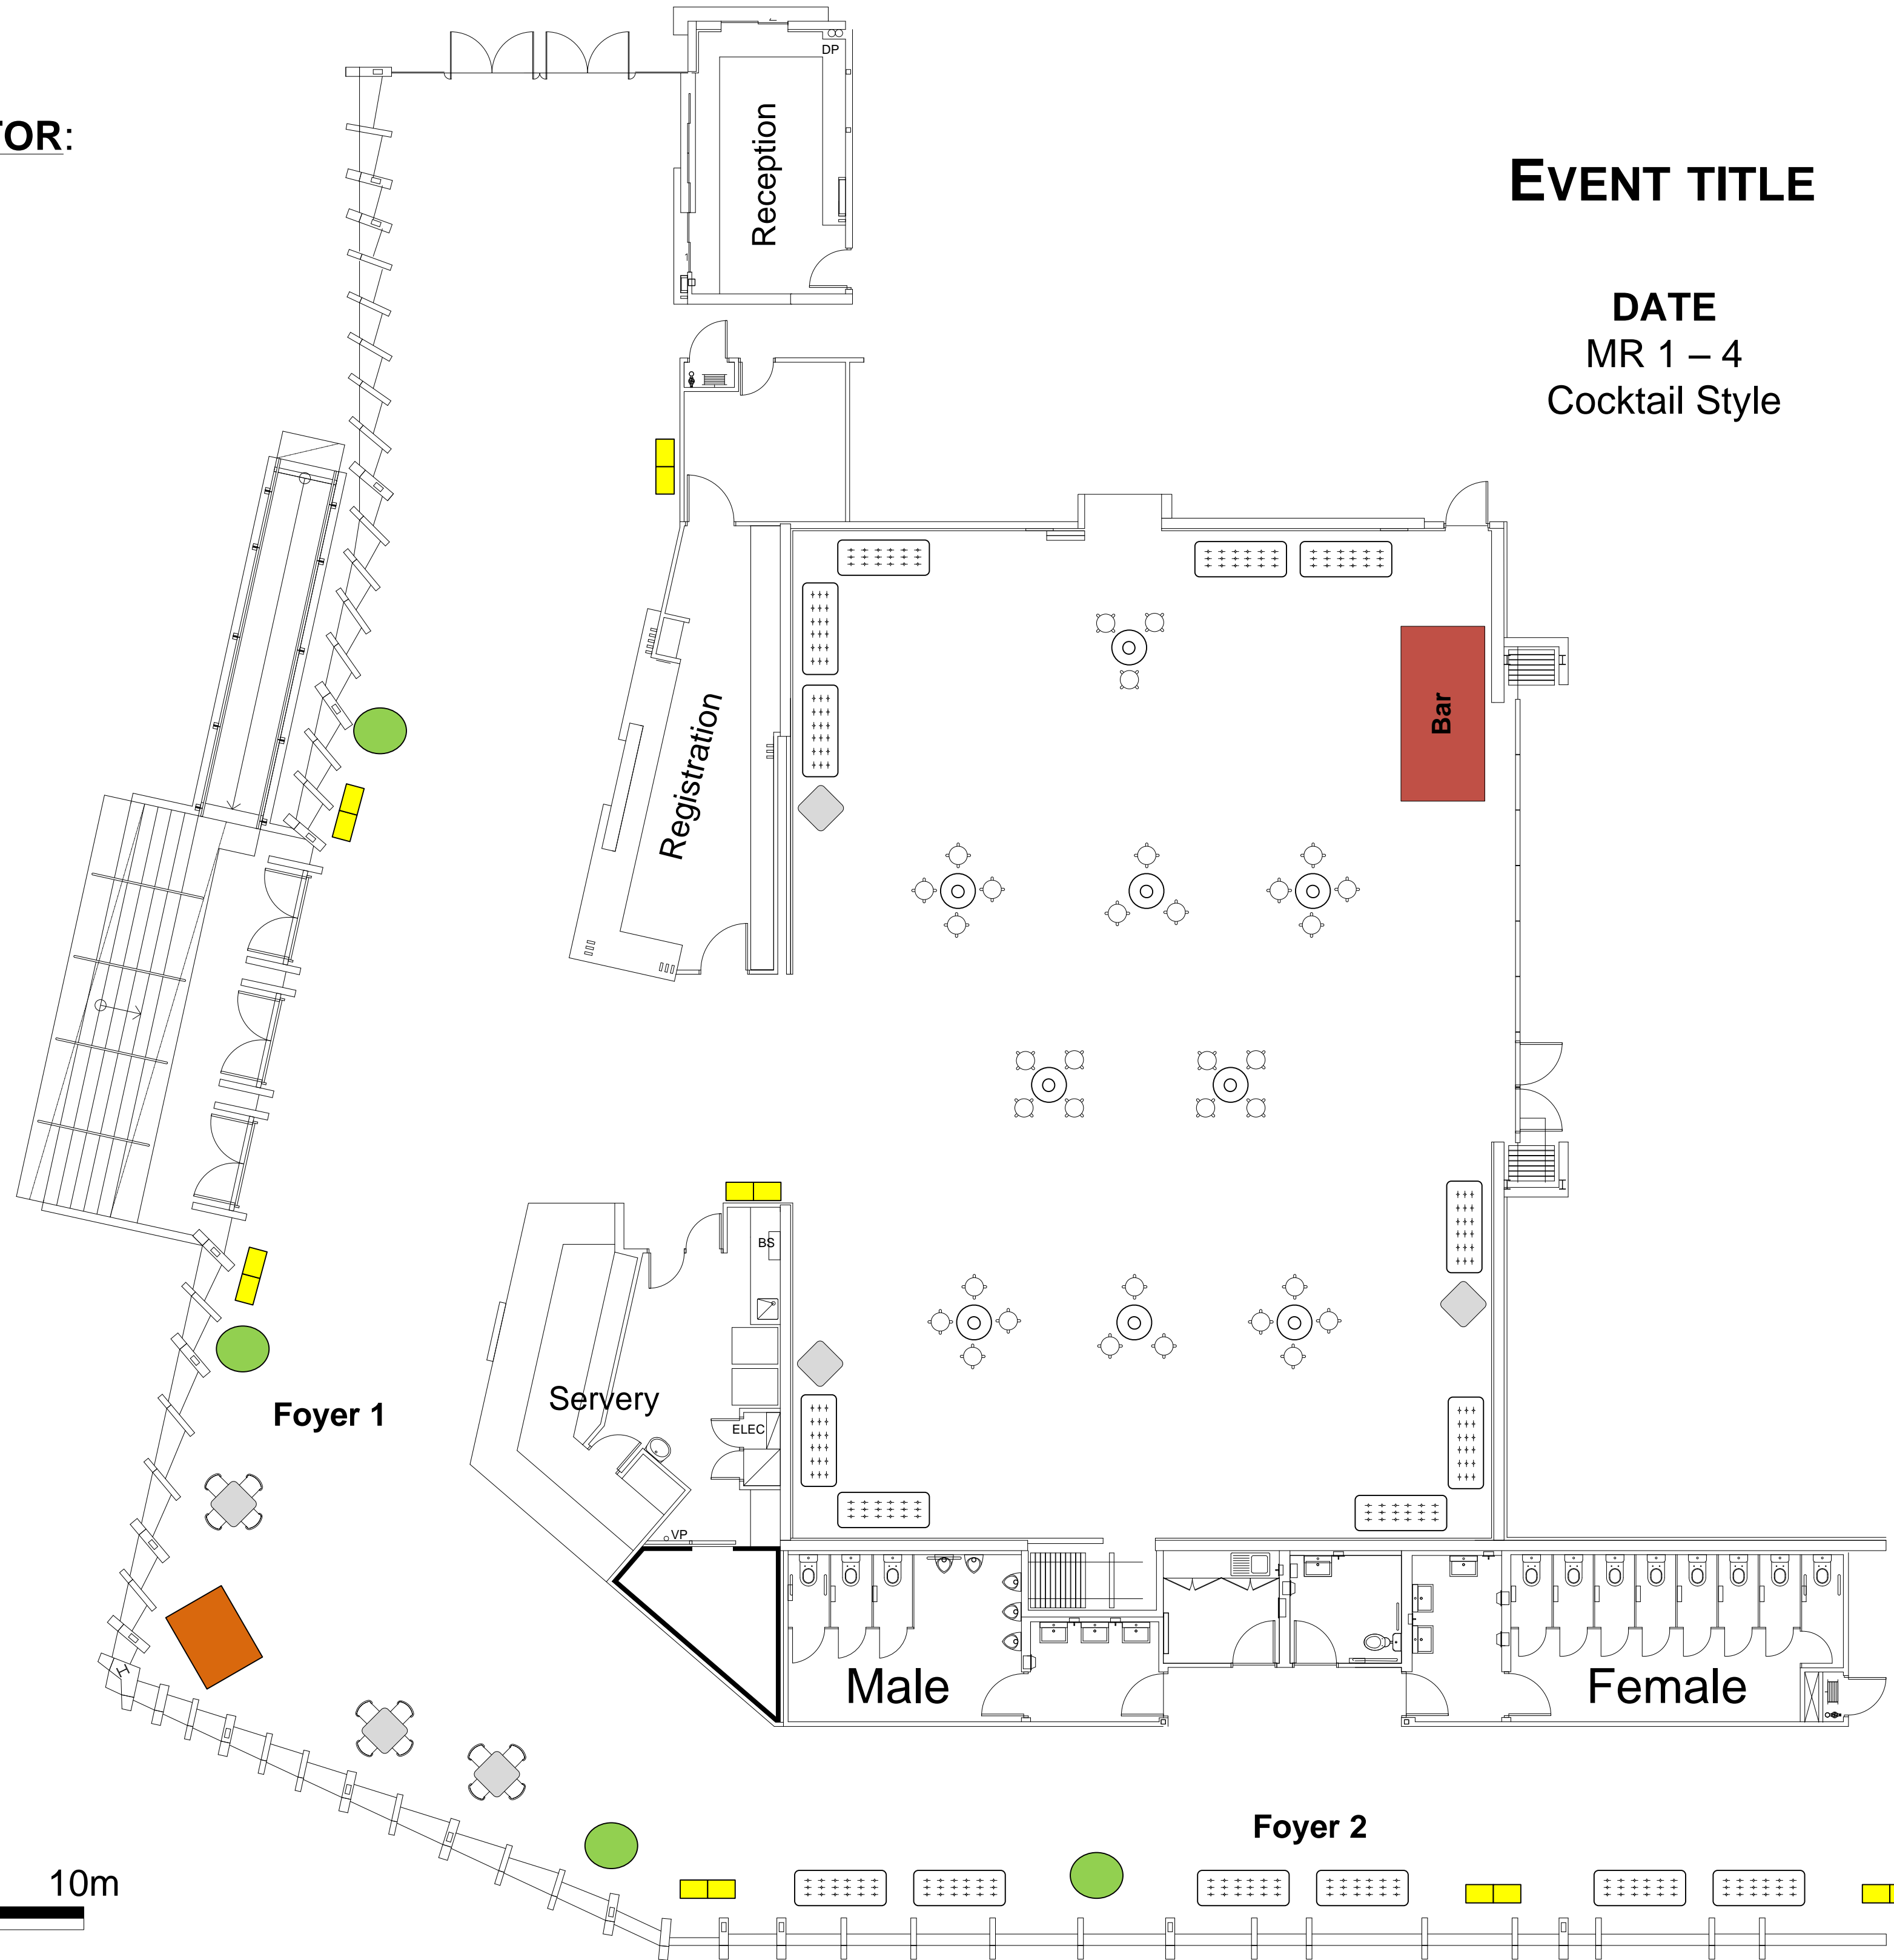 TOR:
DP
Reception
EVENT TITLE
DATE
MR 1 – 4
Cocktail Style
Registration
Bar
BS
Servery
ELEC
VP
Foyer 1
Male
Female
Foyer 2
10m